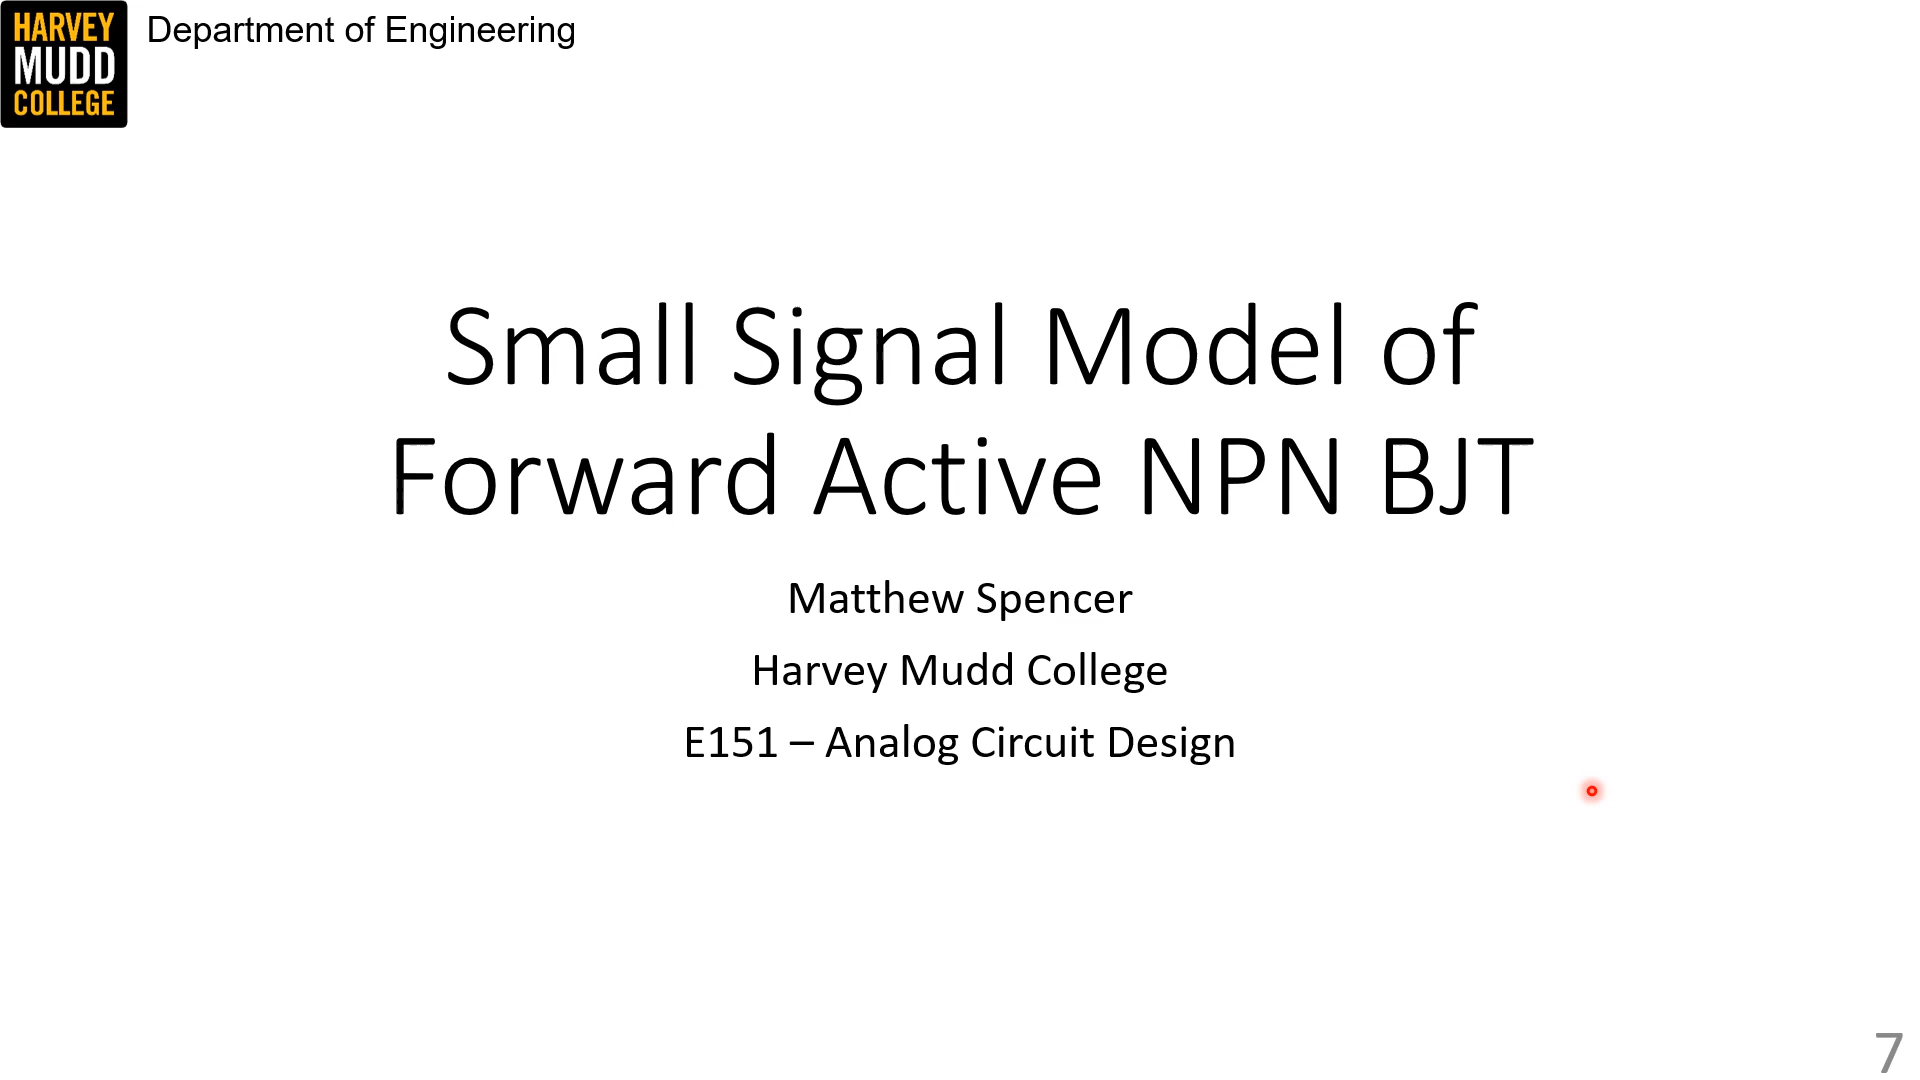 HARVEY
MUDD
COLLEGE
Department of Engineering
Small Signal Model of
Forward Active NPN BJT
Matthew Spencer
Harvey Mudd College
E151 – Analog Circuit Design
7